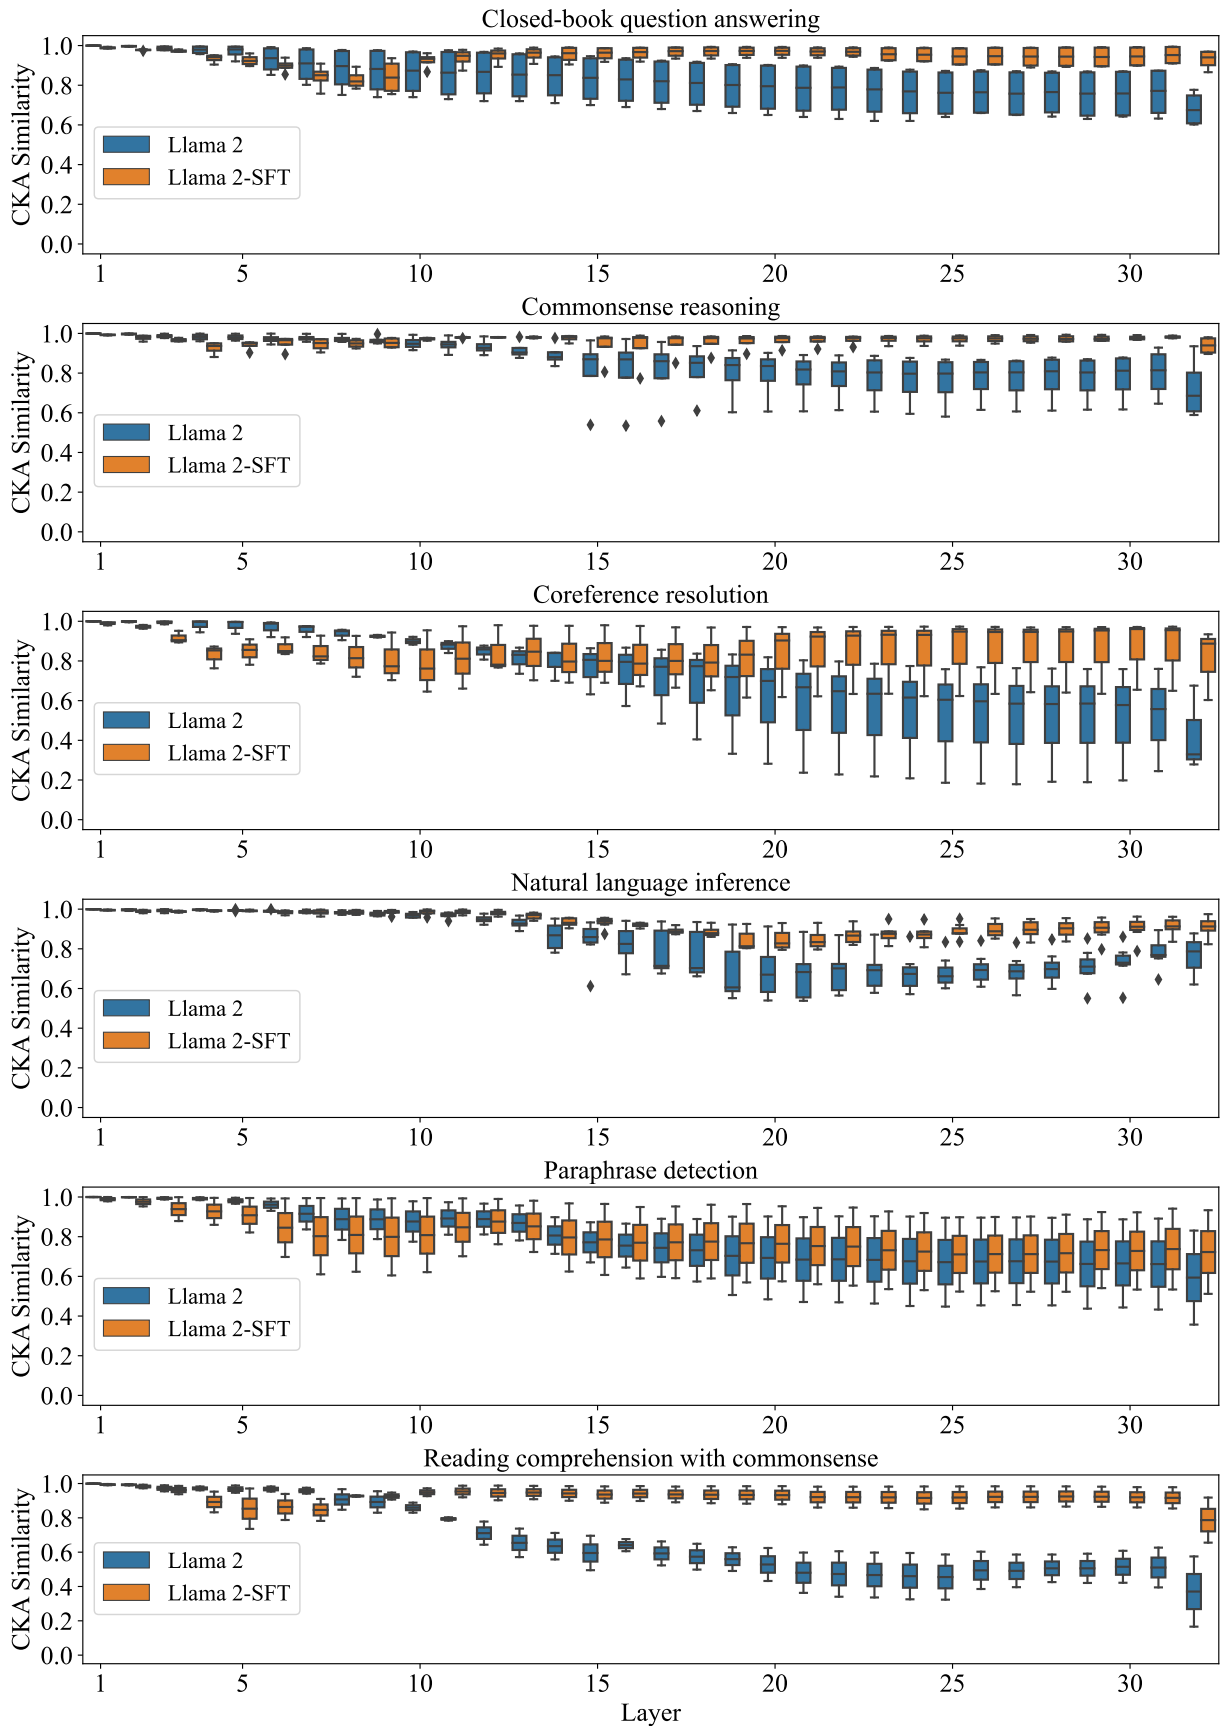 Closed-book question answering
CKA Similarity
1.0
0.8
0.6
0.4
0.2
0.0
Llama 2
Llama 2-SFT
1 5 10 15 20 25 30
Commonsense reasoning
CKA Similarity
1.0
0.8
0.6
0.4
0.2
0.0
Llama 2
Llama 2-SFT
1 5 10 15 20 25 30
Coreference resolution
CKA Similarity
1.0
0.8
0.6
0.4
0.2
0.0
Llama 2
Llama 2-SFT
1 5 10 15 20 25 30
Natural language inference
CKA Similarity
1.0
0.8
0.6
0.4
0.2
0.0
Llama 2
Llama 2-SFT
1 5 10 15 20 25 30
Paraphrase detection
CKA Similarity
1.0
0.8
0.6
0.4
0.2
0.0
Llama 2
Llama 2-SFT
1 5 10 15 20 25 30
Reading comprehension with commonsense
CKA Similarity
1.0
0.8
0.6
0.4
0.2
0.0
Llama 2
Llama 2-SFT
1 5 10 15 20 25 30
Layer